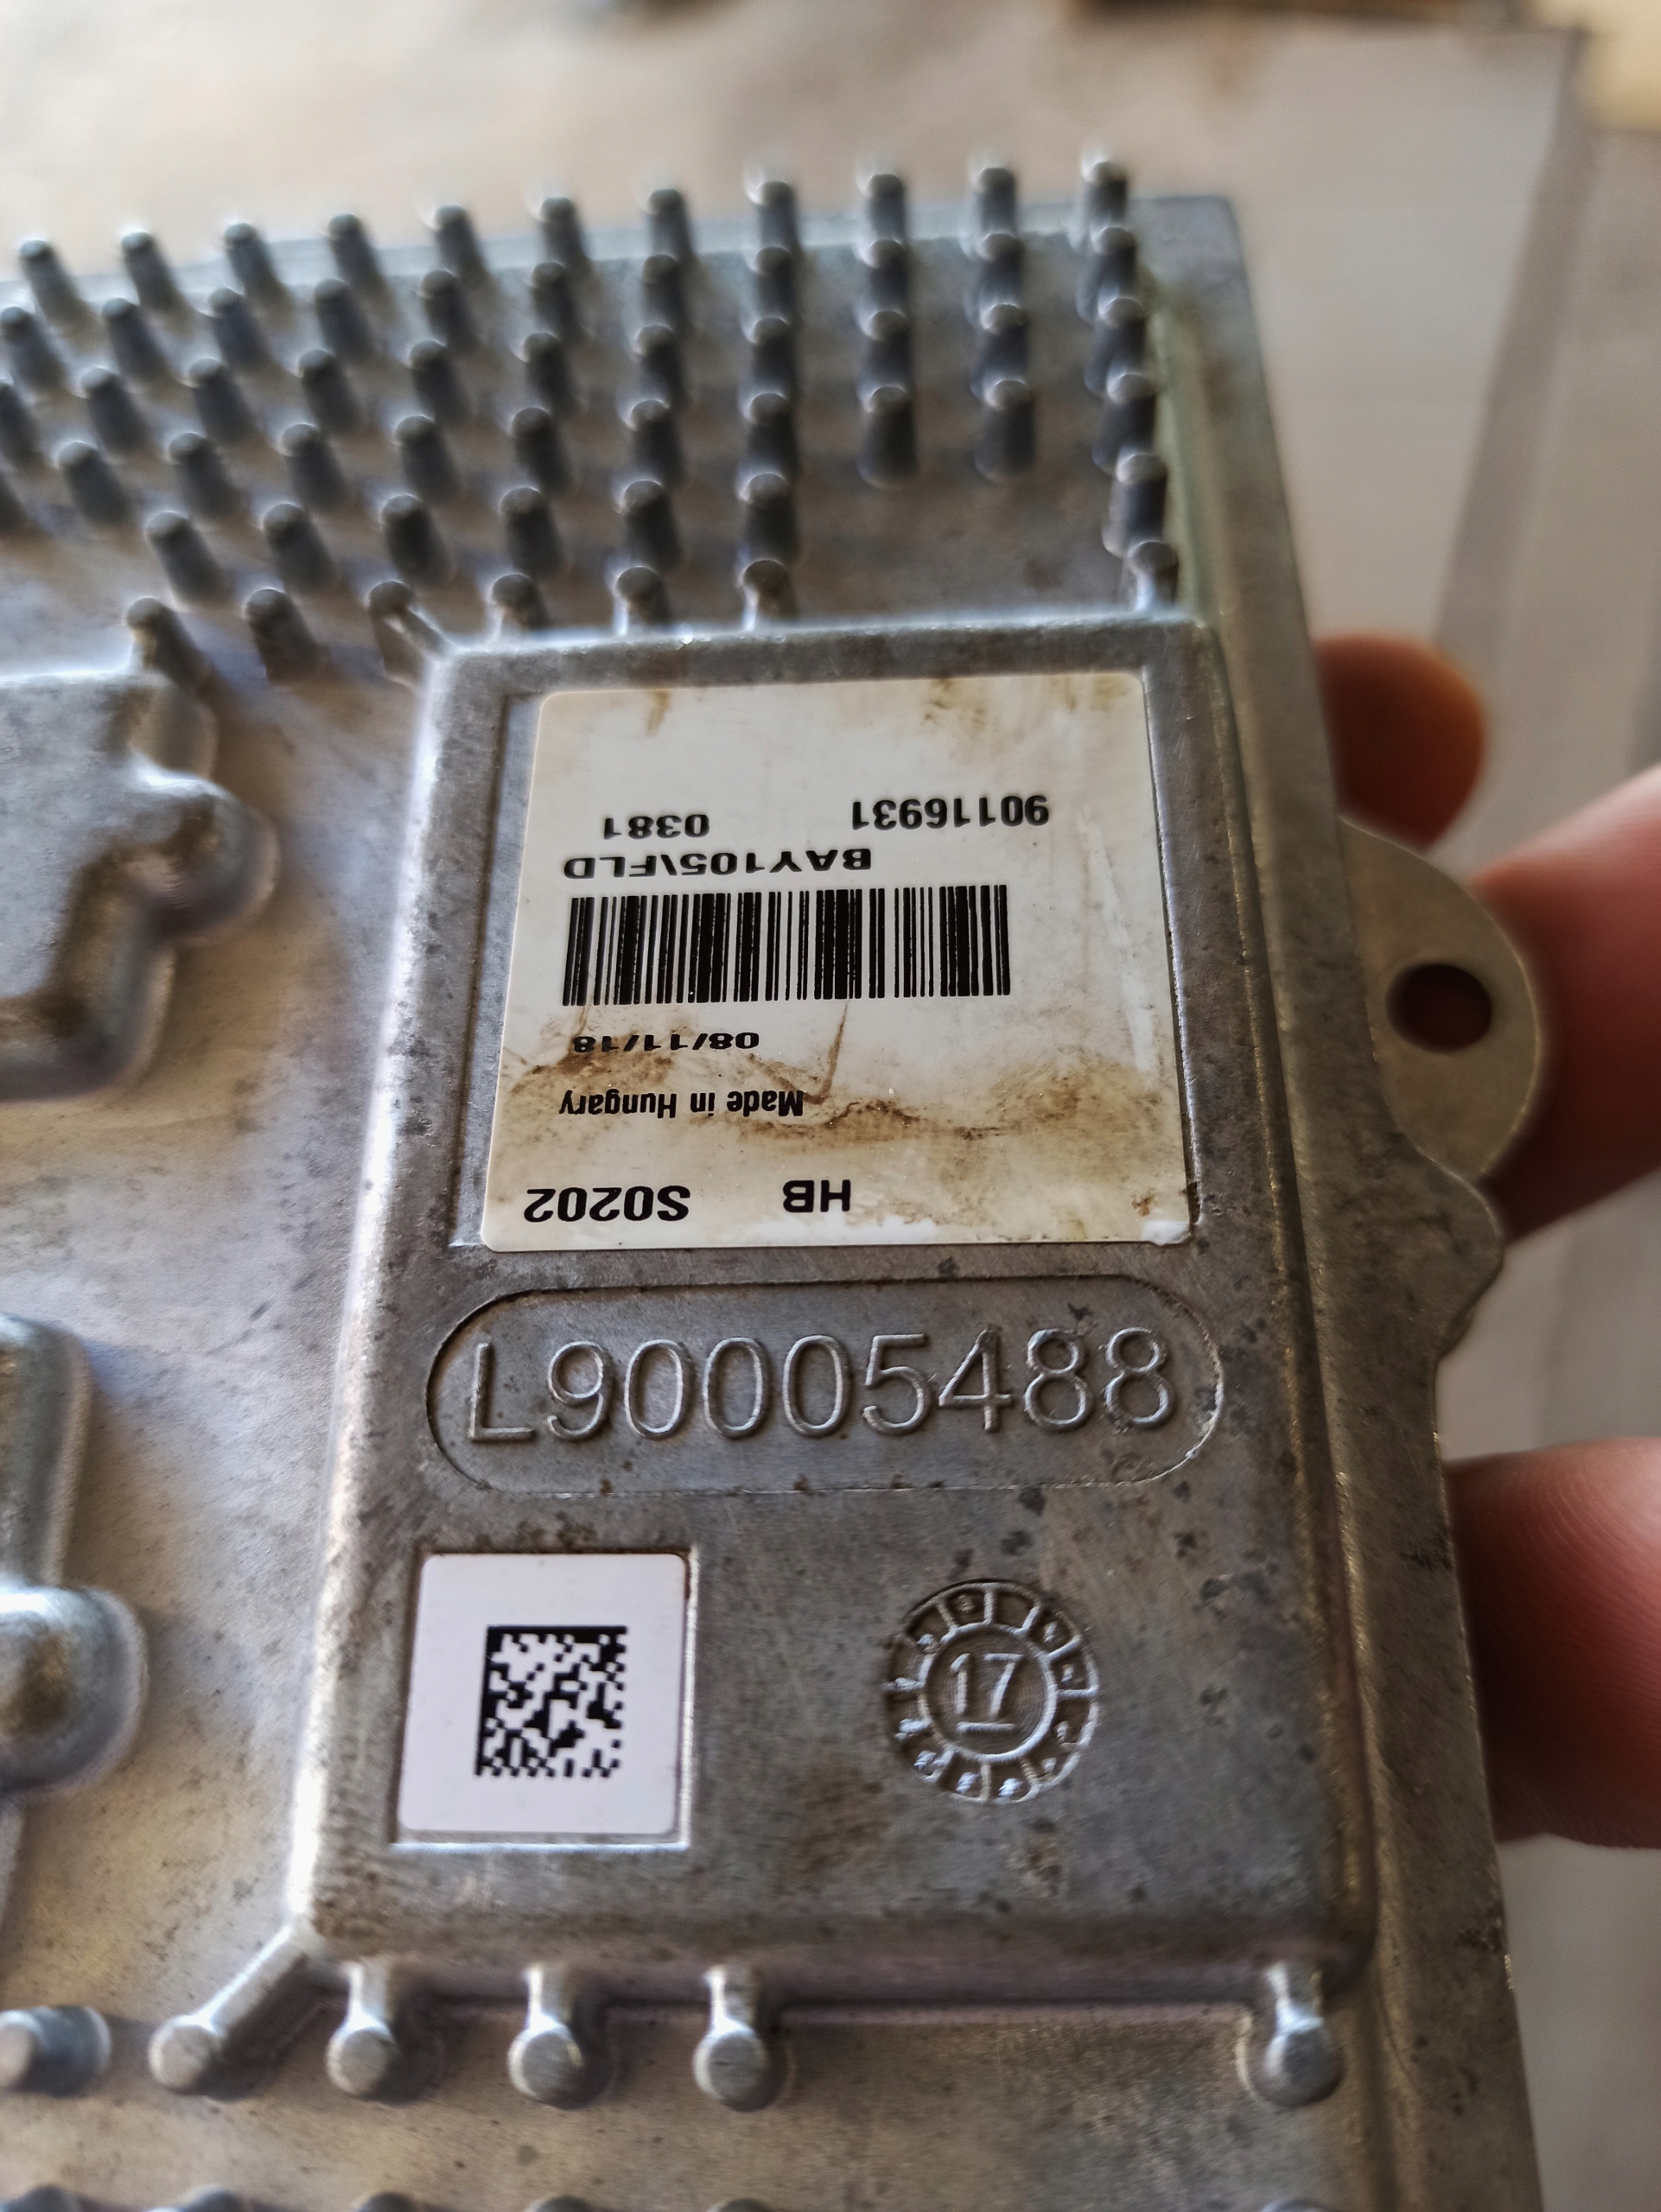 HB S0202
Made in Hungary
08/11/18
BAY105\FLD
90116931 0381
L90005488
17